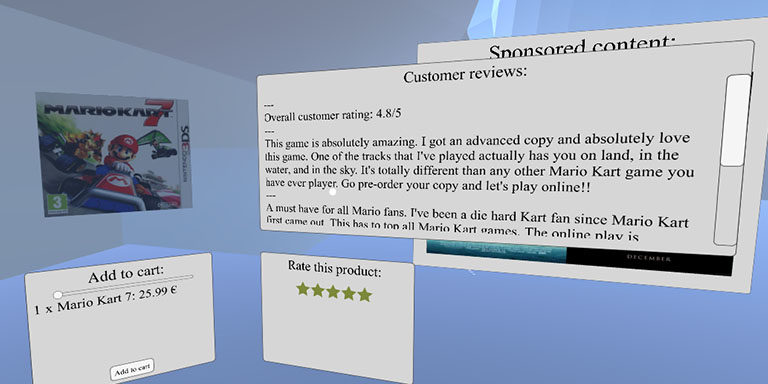 Sponsored content:
Customer reviews:
---
Overall customer rating: 4.8/5
---
This game is absolutely amazing. I got an advanced copy and absolutely love
this game. One of the tracks that I've played actually has you on land, in the
water, and in the sky. It's totally different than any other Mario Kart game you
have ever player. Go pre-order your copy and let's play online!!
---
A must have for all Mario fans. I've been a die hard Kart fan since Mario Kart
first came out. This has to top all Mario Kart games. The online play is
DECEMBER
MARIO KART 7
NINTENDO 3DS
3
Add to cart:
1 x Mario Kart 7: 25.99 €
Add to cart
Rate this product: